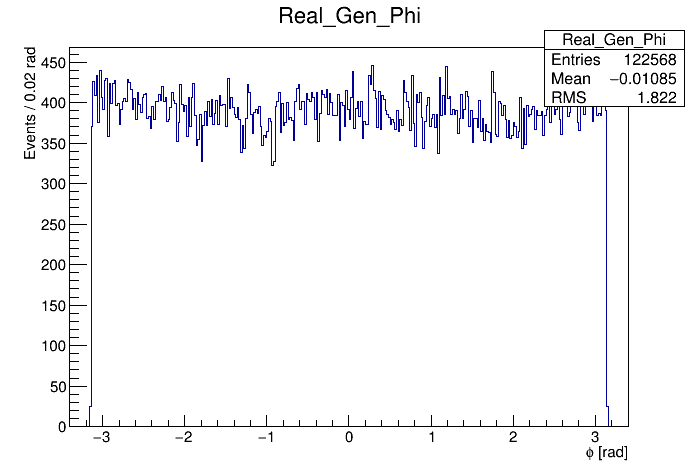 Real_Gen_Phi
Real_Gen_Phi
Entries 122568
Mean −0.01085
RMS 1.822
Events / 0.02 rad
450
400
350
300
250
200
150
100
50
0
−3 −2 −1 0 1 2 3
ϕ [rad]